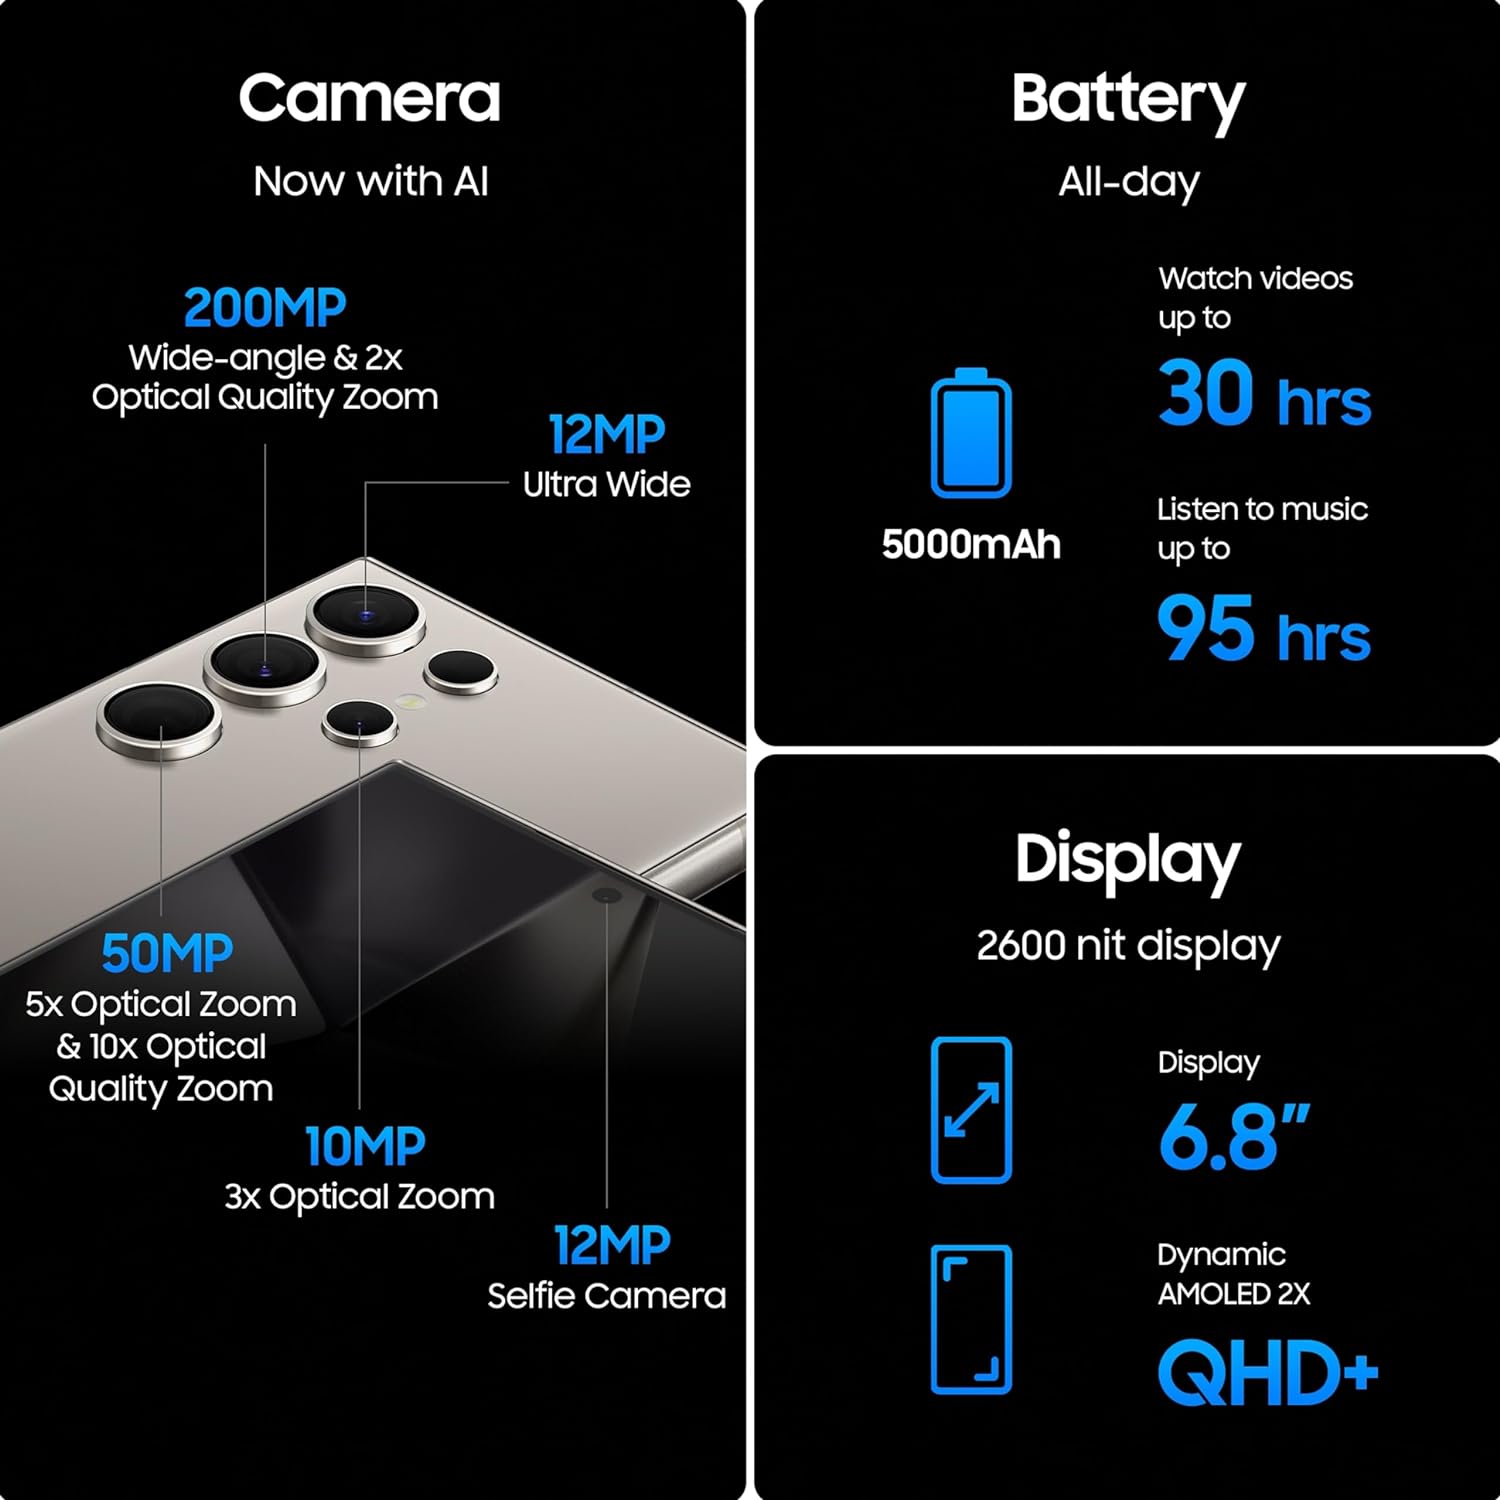 Camera
Now with AI
200MP
Wide-angle & 2x
Optical Quality Zoom
12MP
Ultra Wide
50MP
5x Optical Zoom
& 10x Optical
Quality Zoom
10MP
3x Optical Zoom
12MP
Selfie Camera
Battery
All-day
5000mAh
Watch videos
up to
30 hrs
Listen to music
up to
95 hrs
Display
2600 nit display
Display
6.8”
Dynamic
AMOLED 2X
QHD+